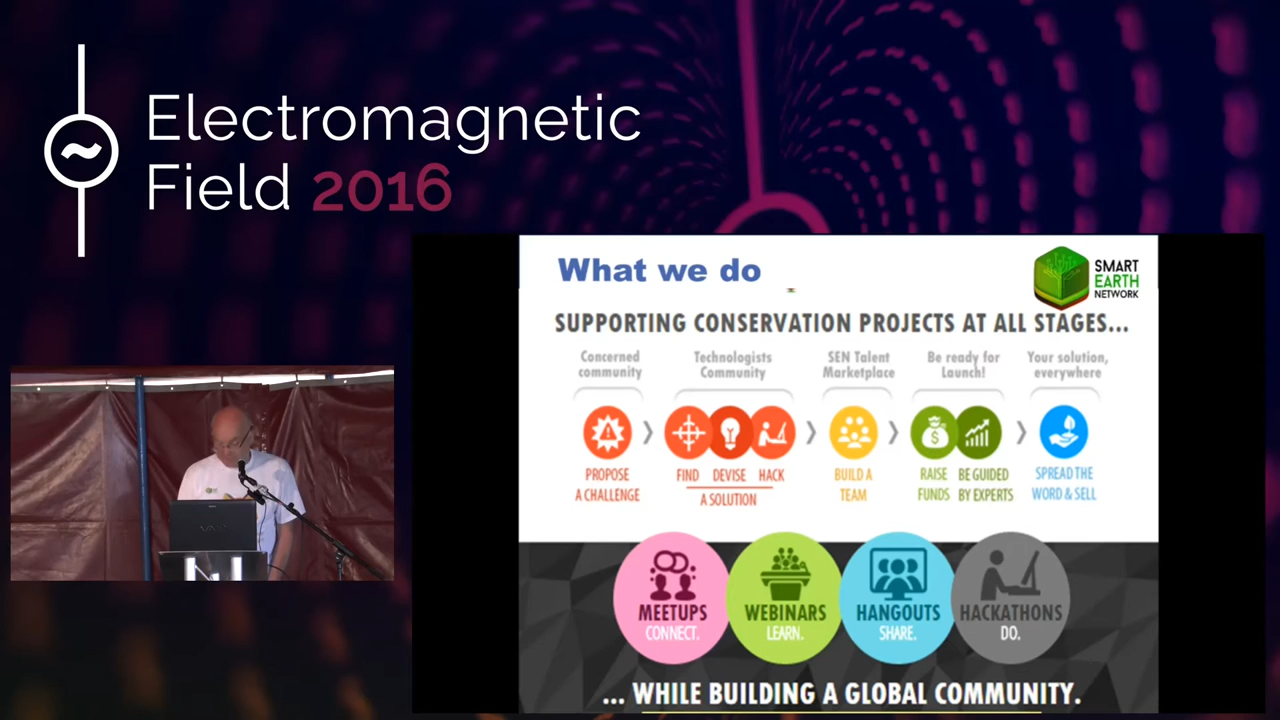 Electromagnetic
Field 2016
What we do
SMART
EARTH
NETWORK
SUPPORTING CONSERVATION PROJECTS AT ALL STAGES...
Concerned
community
Technologists
Community
SEN Talent
Marketplace
Be ready for
Launch!
Your solution,
everywhere
PROPOSE
A CHALLENGE
FIND DEVISE HACK
A SOLUTION
BUILD A
TEAM
RAISE
FUNDS
BE GUIDED
BY EXPERTS
SPREAD THE
WORD & SELL
MEETUPS
CONNECT.
WEBINARS
LEARN.
HANGOUTS
SHARE.
HACKATHONS
DO.
... WHILE BUILDING A GLOBAL COMMUNITY.
VAIO